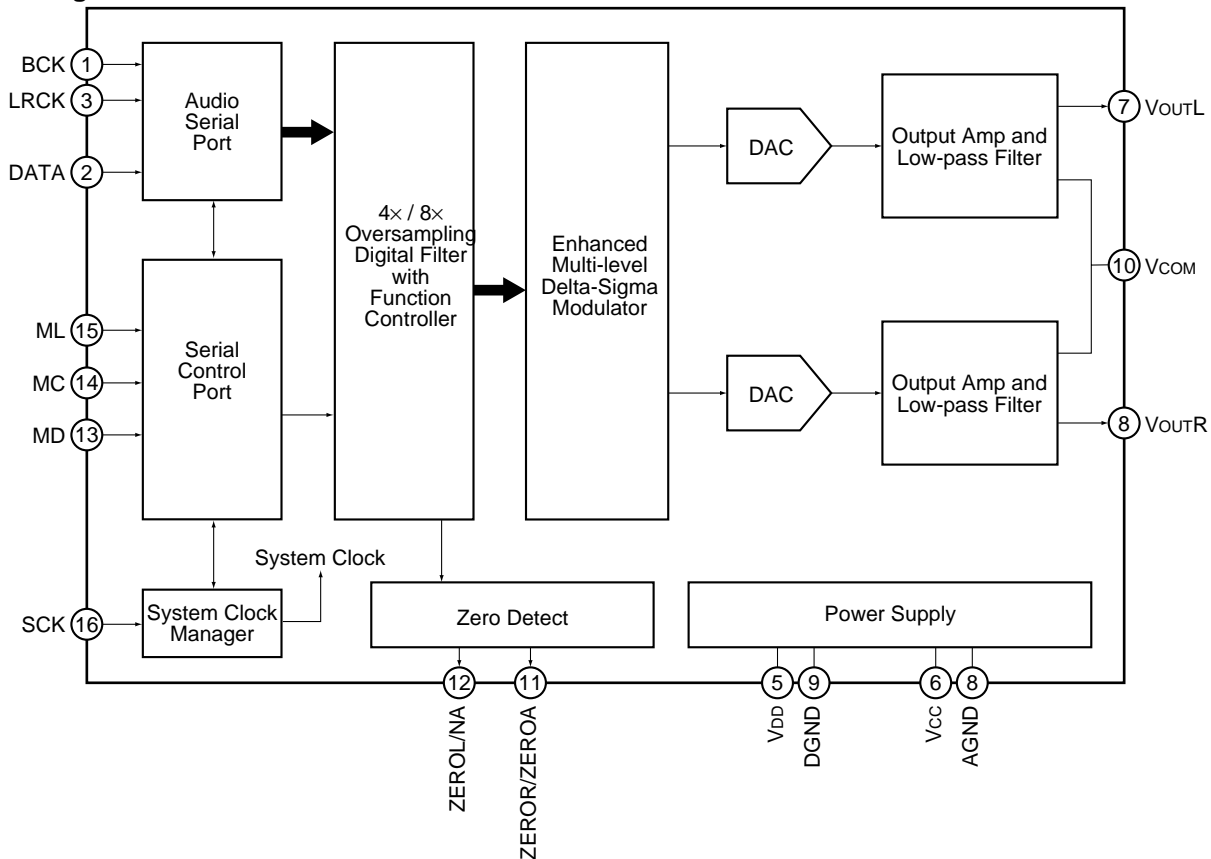 BCK 1
LRCK 3
DATA 2
Audio
Serial
Port
4× / 8×
Oversampling
Digital Filter
with
Function
Controller
Enhanced
Multi-level
Delta-Sigma
Modulator
DAC
Output Amp and
Low-pass Filter
7 VOUTL
10 VCOM
DAC
Output Amp and
Low-pass Filter
8 VOUTR
ML 15
MC 14
MD 13
Serial
Control
Port
System Clock
SCK 16
System Clock
Manager
Zero Detect
Power Supply
12
11
5
9
6
8
ZEROL/NA
ZEROR/ZEROA
VDD
DGND
VCC
AGND